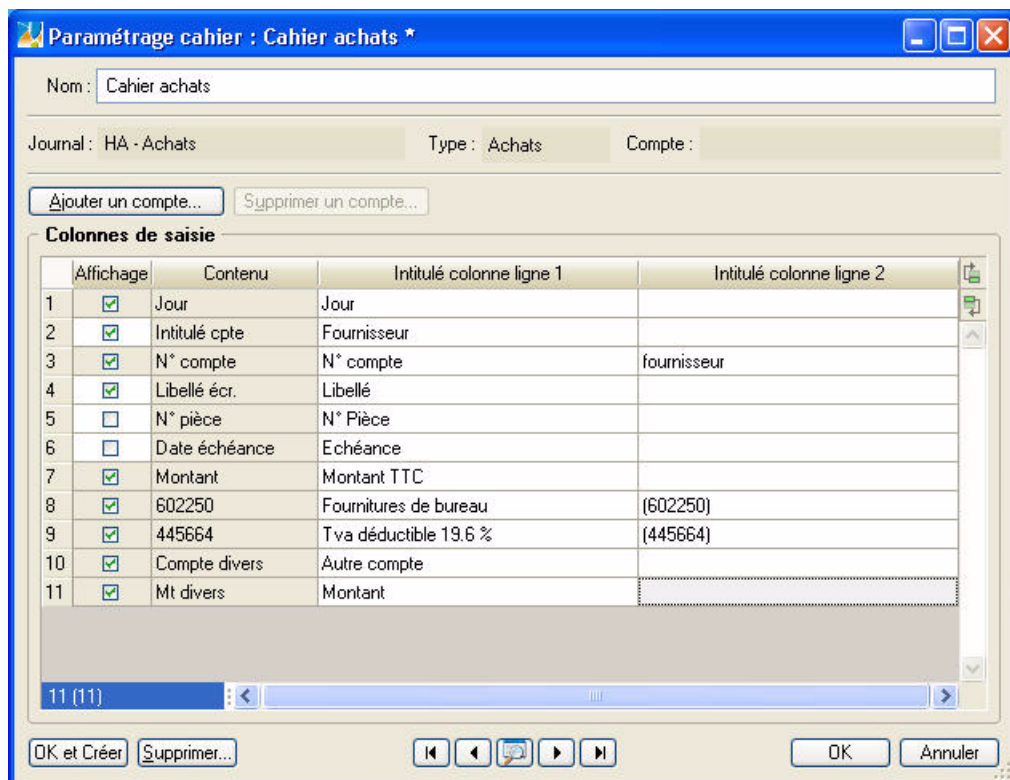 Paramétrage cahier : Cahier achats *
Nom : Cahier achats
Journal : HA - Achats Type : Achats Compte :
Ajouter un compte... Supprimer un compte...
Colonnes de saisie
Affichage Contenu Intitulé colonne ligne 1 Intitulé colonne ligne 2
1 Jour Jour
2 Intitulé cpte Fournisseur
3 N° compte N° compte fournisseur
4 Libellé écr. Libellé
5 N° pièce N° Pièce
6 Date échéance Echéance
7 Montant Montant TTC
8 602250 Fournitures de bureau (602250)
9 445664 Tva déductible 19.6 % (445664)
10 Compte divers Autre compte
11 Mt divers Montant
11 (11)
OK et Créer Supprimer... OK Annuler